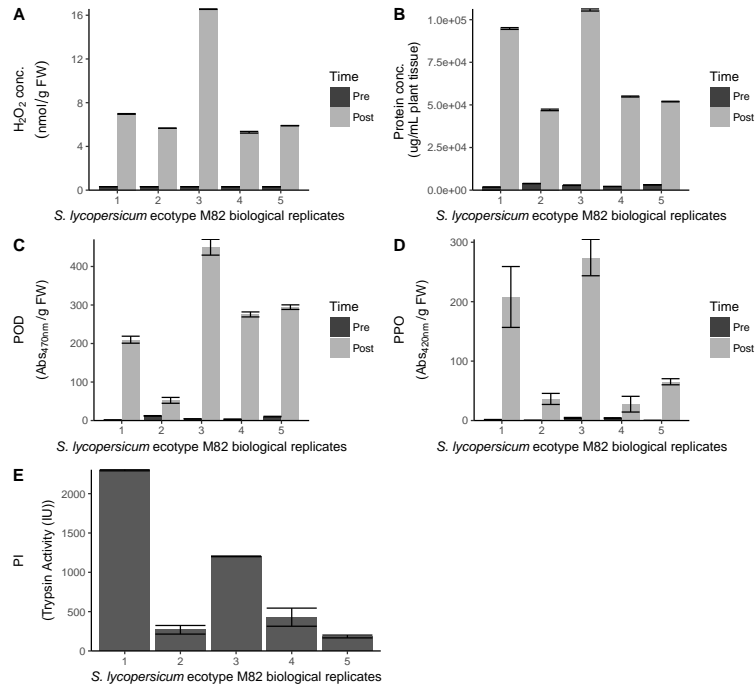 A
H2O2 conc.
(nmol/g FW)
16
12
8
4
0
1 2 3 4 5
S. lycopersicum ecotype M82 biological replicates
Time
Pre
Post
B
Protein conc.
(ug/mL plant tissue)
1.0e+05
7.5e+04
5.0e+04
2.5e+04
0.0e+00
1 2 3 4 5
S. lycopersicum ecotype M82 biological replicates
Time
Pre
Post
C
POD
(Abs470nm/g FW)
400
300
200
100
0
1 2 3 4 5
S. lycopersicum ecotype M82 biological replicates
Time
Pre
Post
D
PPO
(Abs420nm/g FW)
300
200
100
0
1 2 3 4 5
S. lycopersicum ecotype M82 biological replicates
Time
Pre
Post
E
PI
(Trypsin Activity (IU))
2000
1500
1000
500
0
1 2 3 4 5
S. lycopersicum ecotype M82 biological replicates